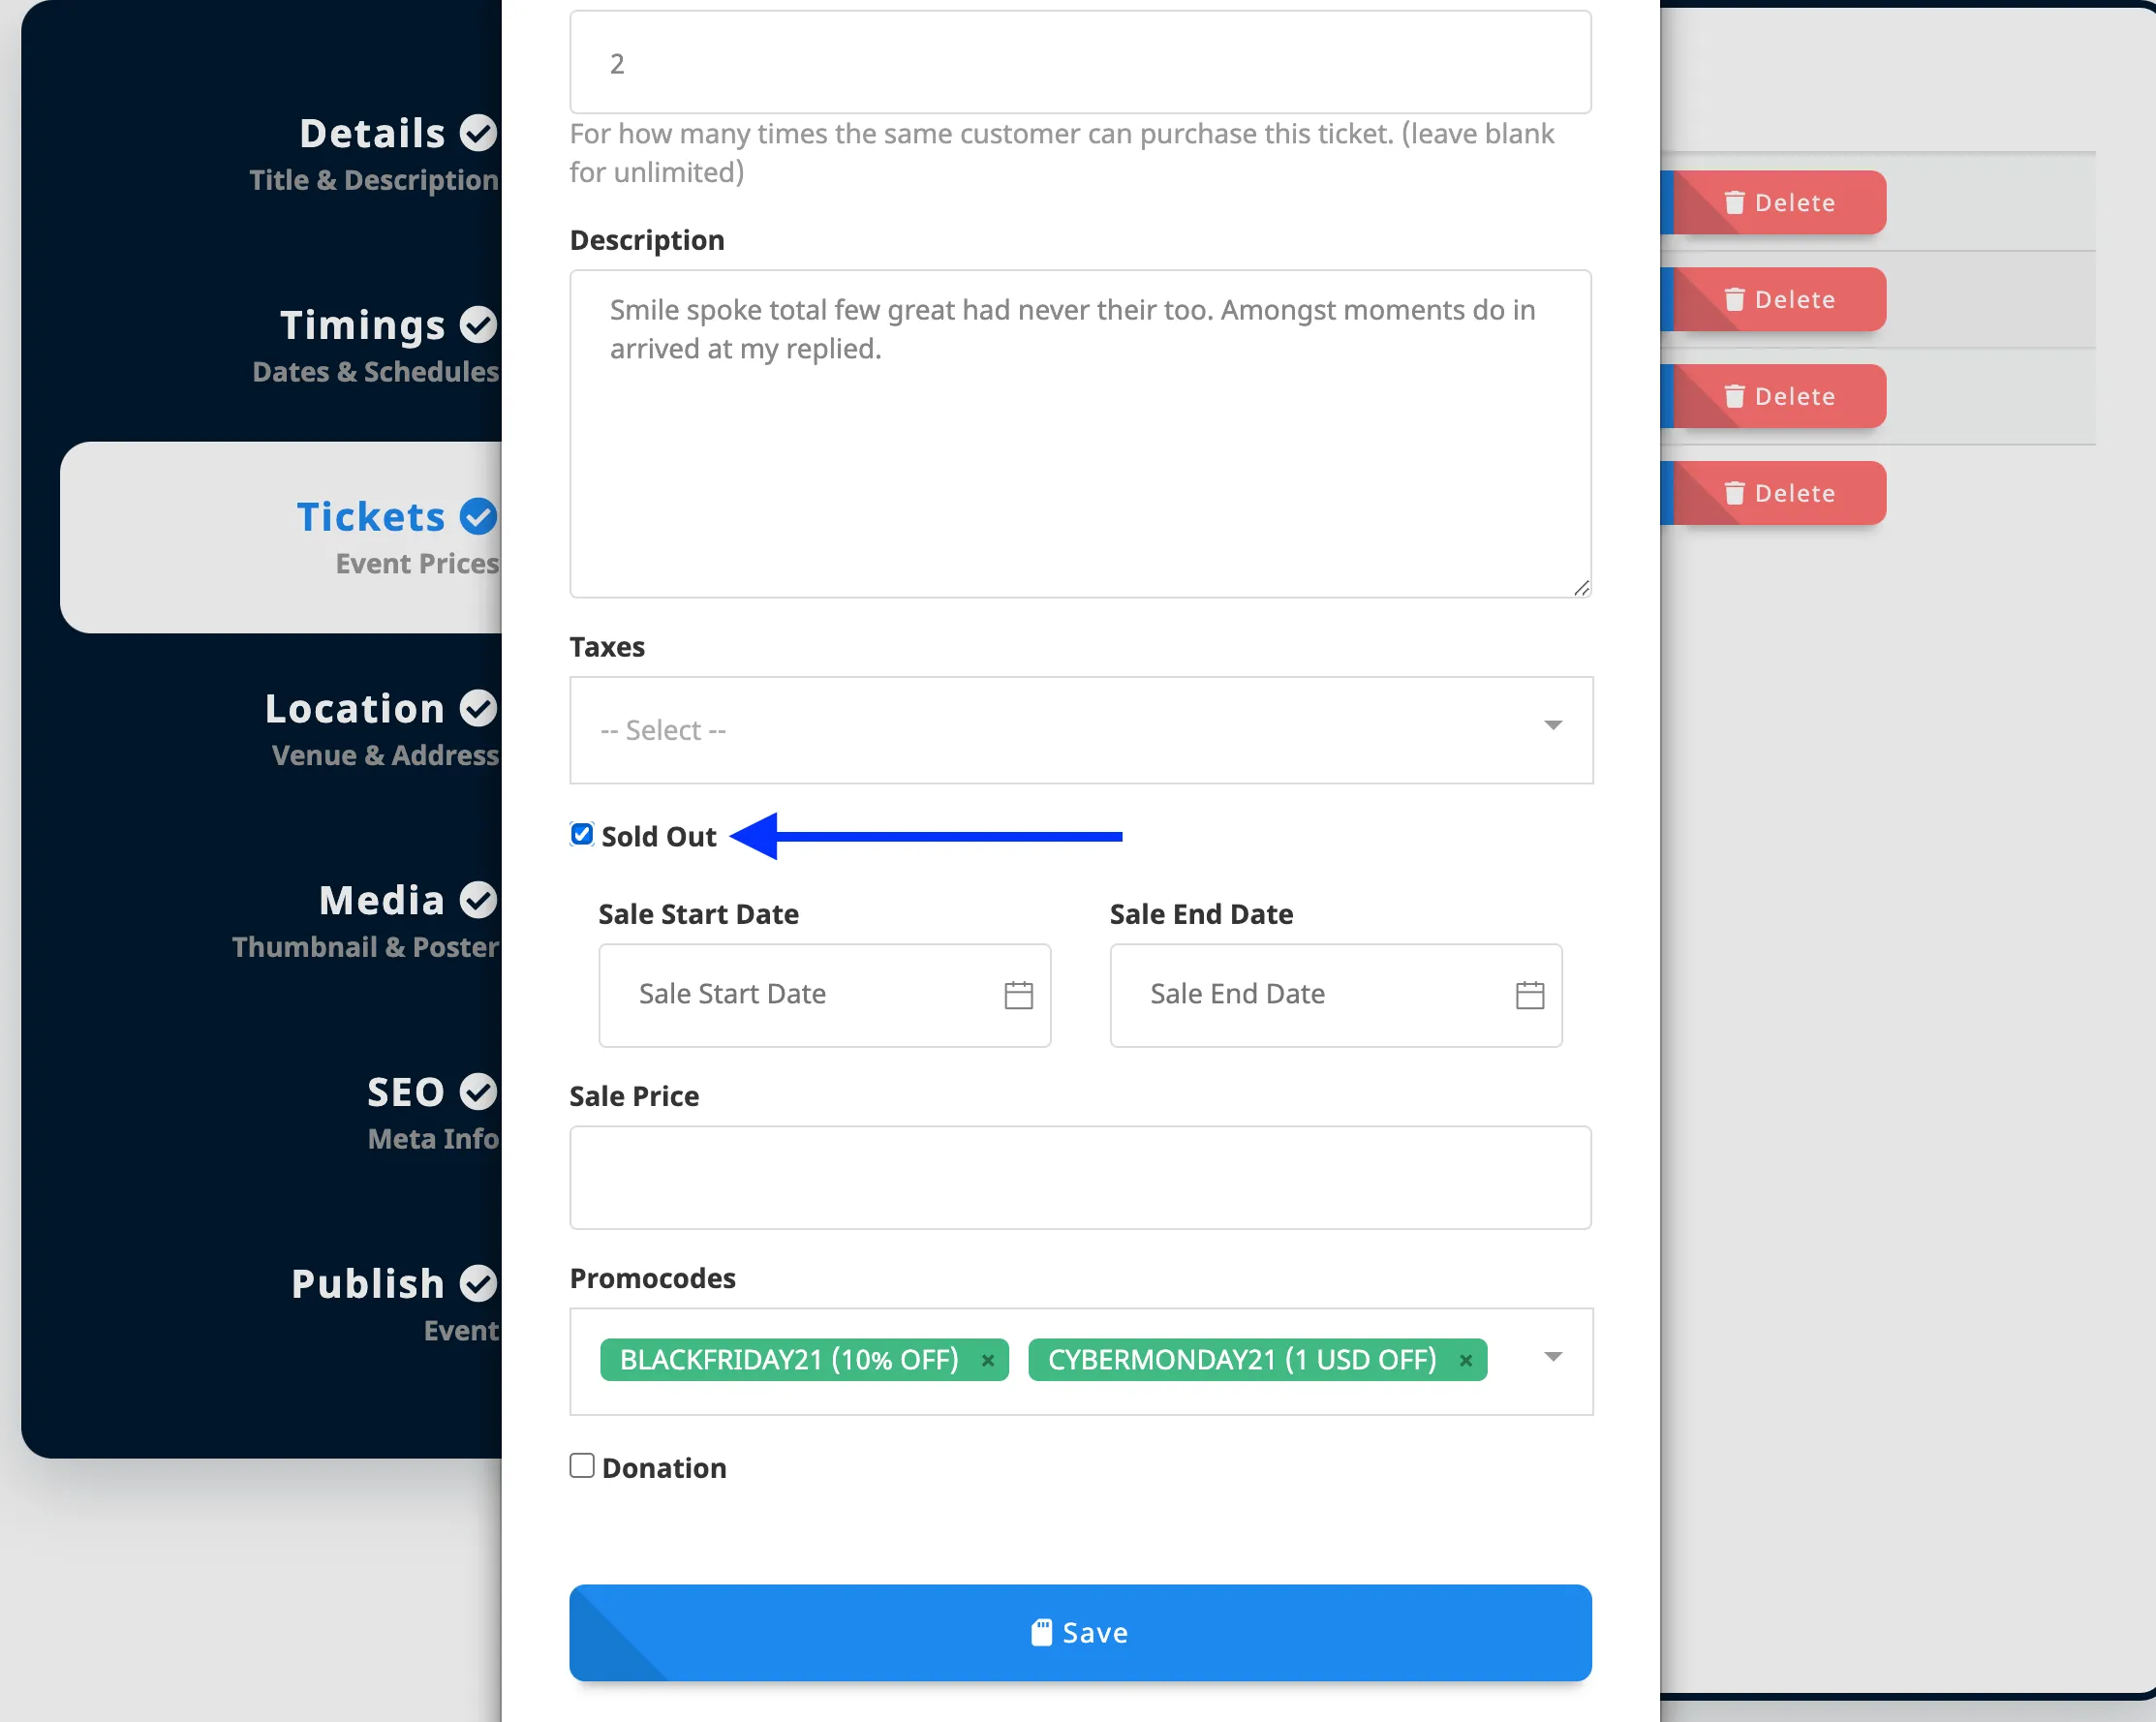 Details
Title & Description
Timings
Dates & Schedules
Tickets
Event Prices
Location
Venue & Address
Media
Thumbnail & Poster
SEO
Meta Info
Publish
Event
2
For how many times the same customer can purchase this ticket. (leave blank
for unlimited)
Description
Smile spoke total few great had never their too. Amongst moments do in
arrived at my replied.
Taxes
-- Select --
Sold Out
Sale Start Date Sale End Date
Sale Start Date Sale End Date
Sale Price
Promocodes
BLACKFRIDAY21 (10% OFF) × CYBERMONDAY21 (1 USD OFF) ×
Donation
Save
Delete
Delete
Delete
Delete